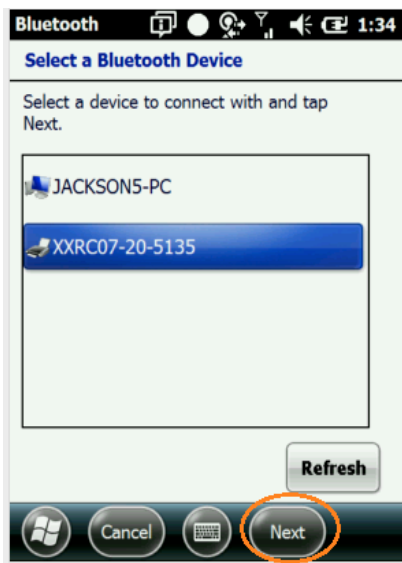 Bluetooth 1:34
Select a Bluetooth Device
Select a device to connect with and tap
Next.
JACKSON5-PC
XXRC07-20-5135
Refresh
Cancel Next